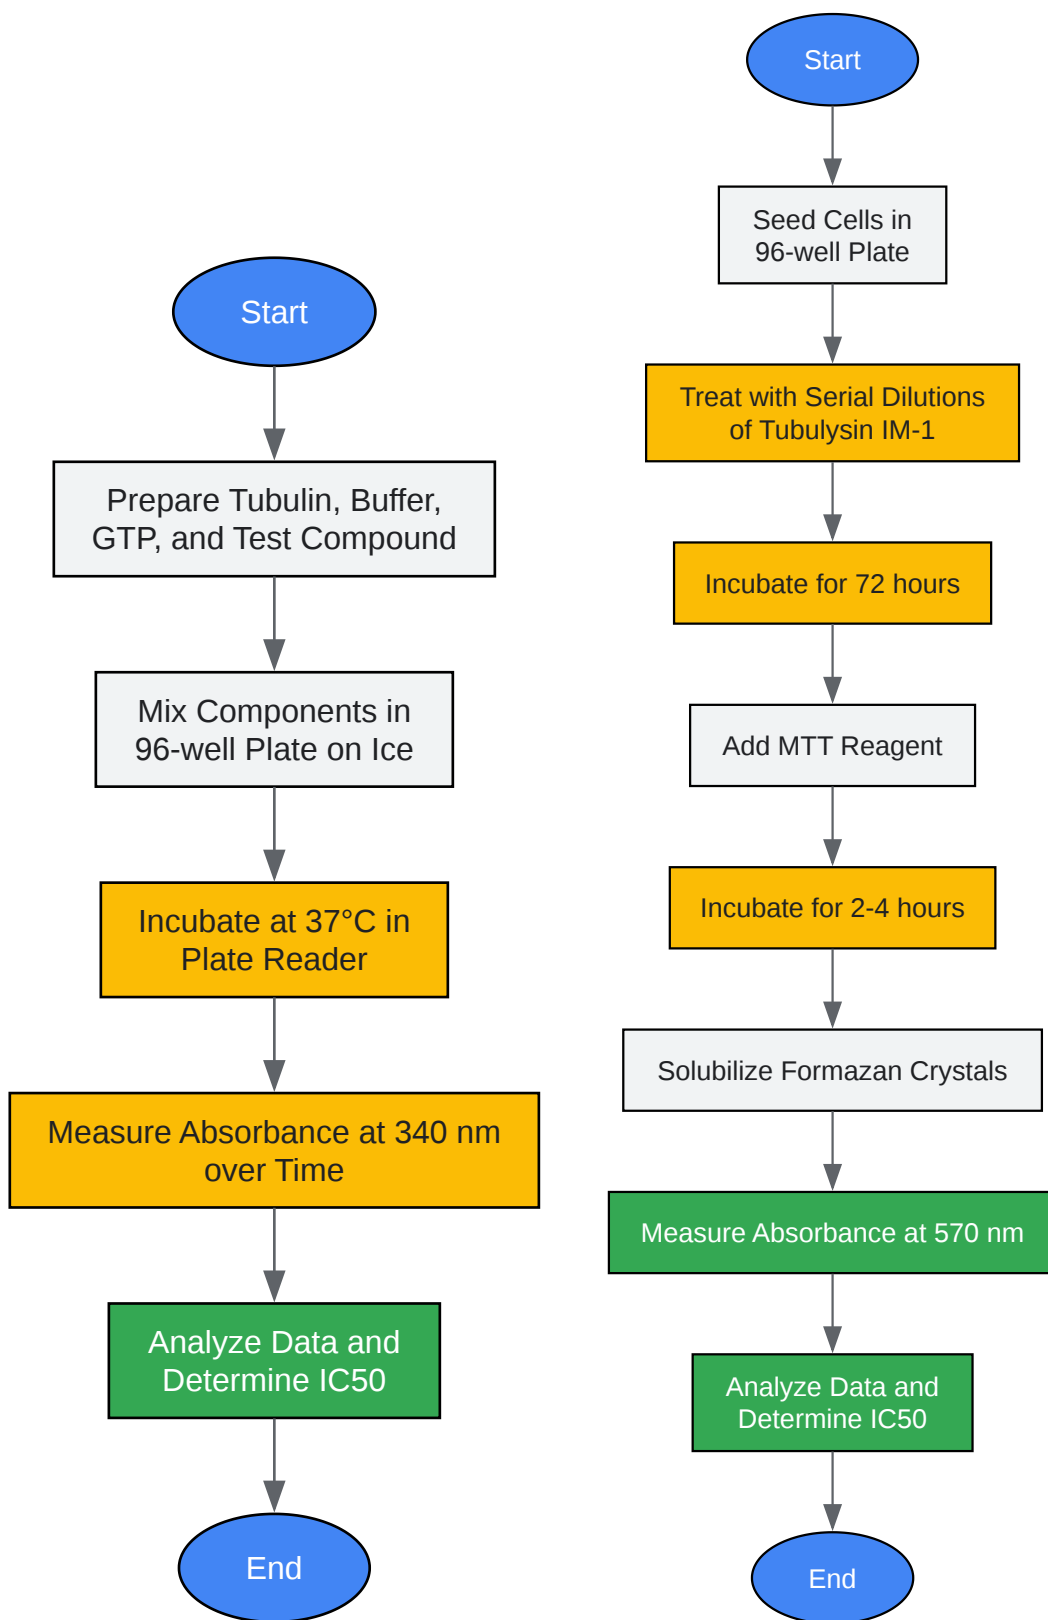 Start
Prepare Tubulin, Buffer,
GTP, and Test Compound
Mix Components in
96-well Plate on Ice
Incubate at 37°C in
Plate Reader
Measure Absorbance at 340 nm
over Time
Analyze Data and
Determine IC50
End
Start
Seed Cells in
96-well Plate
Treat with Serial Dilutions
of Tubulysin IM-1
Incubate for 72 hours
Add MTT Reagent
Incubate for 2-4 hours
Solubilize Formazan Crystals
Measure Absorbance at 570 nm
Analyze Data and
Determine IC50
End